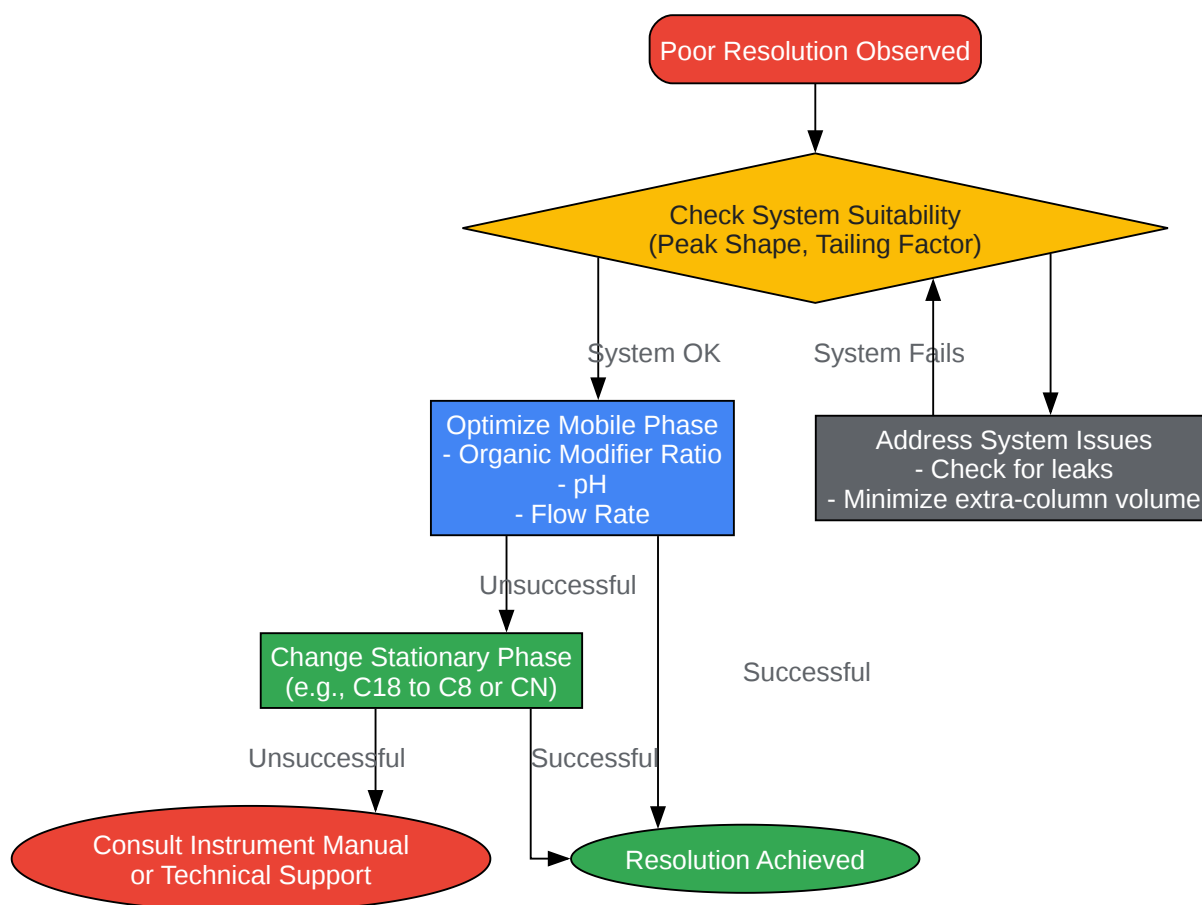 Poor Resolution Observed
Check System Suitability
(Peak Shape, Tailing Factor)
System OK
System Fails
Optimize Mobile Phase
- Organic Modifier Ratio
- pH
- Flow Rate
Address System Issues
- Check for leaks
- Minimize extra-column volume
Unsuccessful
Change Stationary Phase
(e.g., C18 to C8 or CN)
Successful
Unsuccessful
Successful
Consult Instrument Manual
or Technical Support
Resolution Achieved